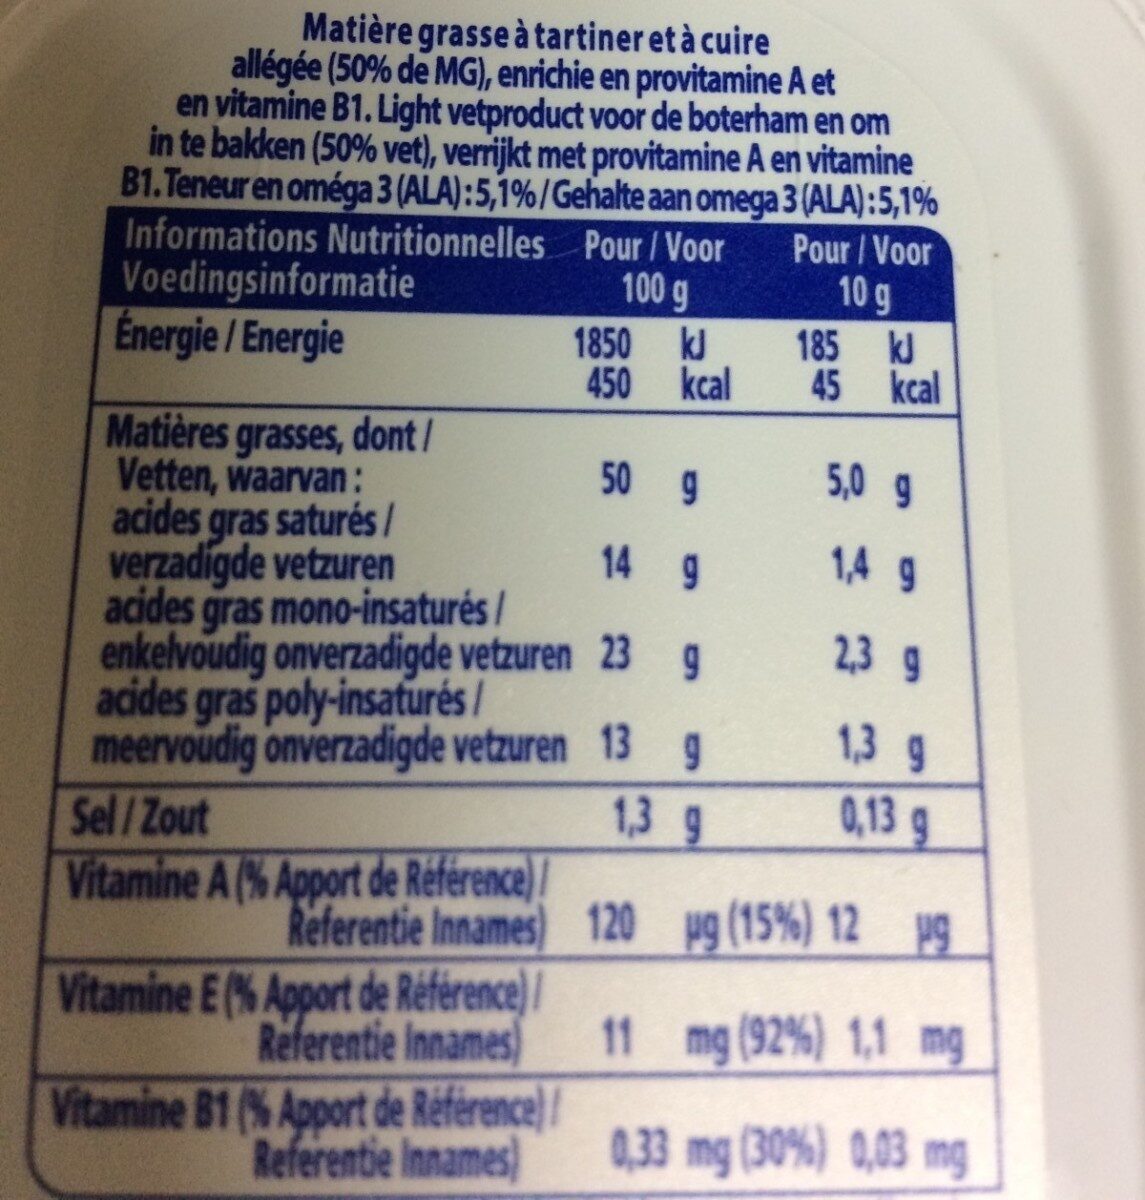 Matière grasse à tartiner et à cuire
allégée (50% de MG), enrichie en provitamine A et
en vitamine B1. Light vetproduct voor de boterham en om
in te bakken (50% vet), verrijkt met provitamine A en vitamine
B1. Teneur en oméga 3 (ALA) : 5,1% / Gehalte aan omega 3 (ALA) : 5,1%
Informations Nutritionnelles Pour / Voor Pour / Voor
Voedingsinformatie 100 g 10 g
Énergie / Energie 1850 kJ 185 kJ
450 kcal 45 kcal
Matières grasses, dont /
Vetten, waarvan : 50 g 5,0 g
acides gras saturés /
verzadigde vetzuren 14 g 1,4 g
acides gras mono-insaturés /
enkelvoudig onverzadigde vetzuren 23 g 2,3 g
acides gras poly-insaturés /
meervoudig onverzadigde vetzuren 13 g 1,3 g
Sel / Zout 1,3 g 0,13 g
Vitamine A (% Apport de Référence) /
Referentie Innames) 120 µg (15%) 12 µg
Vitamine E (% Apport de Référence) /
Referentie Innames) 11 mg (92%) 1,1 mg
Vitamine B1 (% Apport de Référence) /
Referentie Innames) 0,33 mg (30%) 0,03 mg